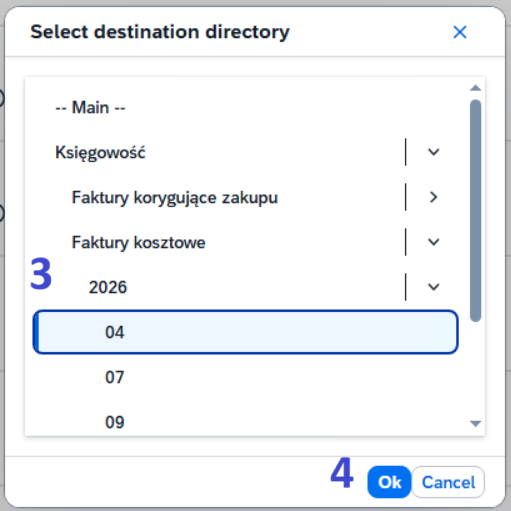 Select destination directory
-- Main --
Księgowość
Faktury korygujące zakupu
Faktury kosztowe
3
2026
04
07
09
4
Ok Cancel